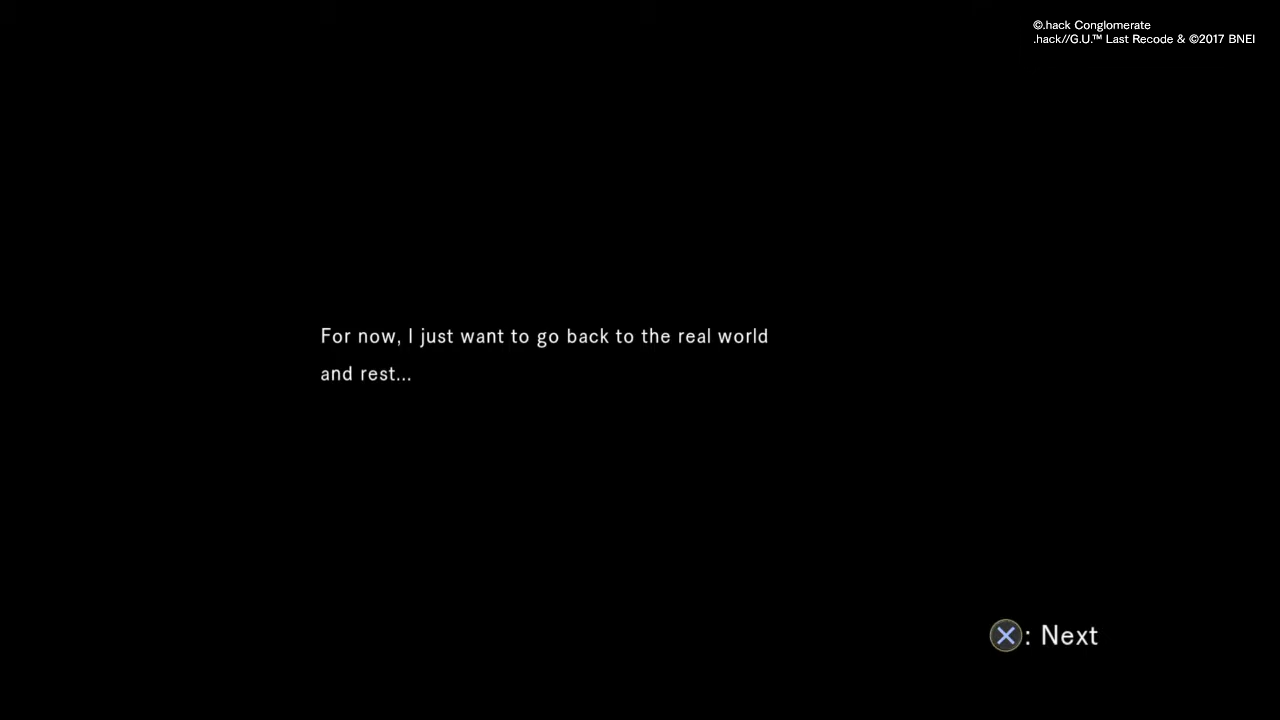 ©.hack Conglomerate
.hack//G.U.™ Last Recode & ©2017 BNEI
For now, I just want to go back to the real world
and rest...
: Next